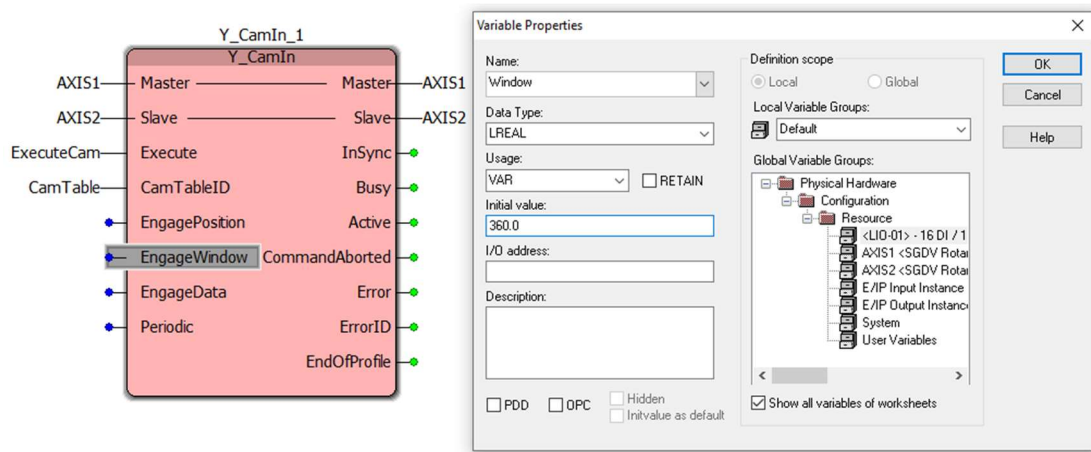 Y_CamIn_1
Y_CamIn
AXIS1 Master Master AXIS1
AXIS2 Slave Slave AXIS2
ExecuteCam Execute InSync
CamTable CamTableID Busy
EngagePosition Active
EngageWindow CommandAborted
EngageData Error
Periodic ErrorID
EndOfProfile
Variable Properties
Name:
Window
Data Type:
LREAL
Usage:
VAR RETAIN
Initial value:
360.0
I/O address:
Description:
PDD OPC Hidden
Initvalue as default
Definition scope
Local Global
Local Variable Groups:
Default
Global Variable Groups:
Physical Hardware
Configuration
Resource
<LIO-01> - 16 DI / 1
AXIS1 <SGDV Rota
AXIS2 <SGDV Rota
E/IP Input Instance
E/IP Output Instanc
System
User Variables
Show all variables of worksheets
OK
Cancel
Help